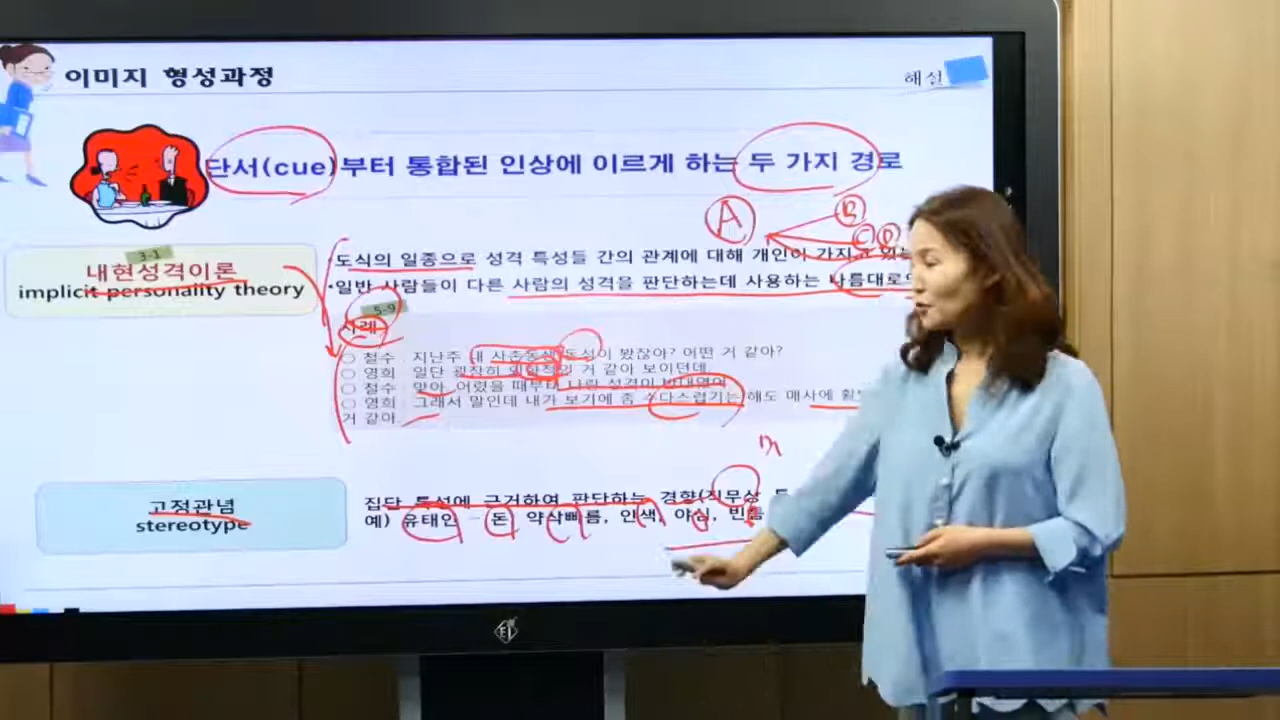 이미지 형성과정
해설
단서(cue)부터 통합된 인상에 이르게 하는 두 가지 경로
A
B
C D
3-1
내현성격이론
implicit personality theory
도식의 일종으로 성격 특성들 간의 관계에 대해 개인이 가지고 있는
·일반 사람들이 다른 사람의 성격을 판단하는데 사용하는 나름대로의
5-9
사례
○ 철수 : 지난주 내 사촌동생 동성이 봤잖아? 어떤 거 같아?
○ 영희 일단 굉장히 외향적인 거 같아 보이던데.
○ 철수 : 맞아. 어렸을 때부터 나랑 성격이 반대였어
○ 영희 : 그래서 말인데 내가 보기에 좀 수다스럽기는 해도 매사에
거 같아.
고정관념
stereotype
집단 특성에 근거하여 판단하는 경향(직무상
예) 유태인 – 돈, 약삭빠름, 인색, 야심,